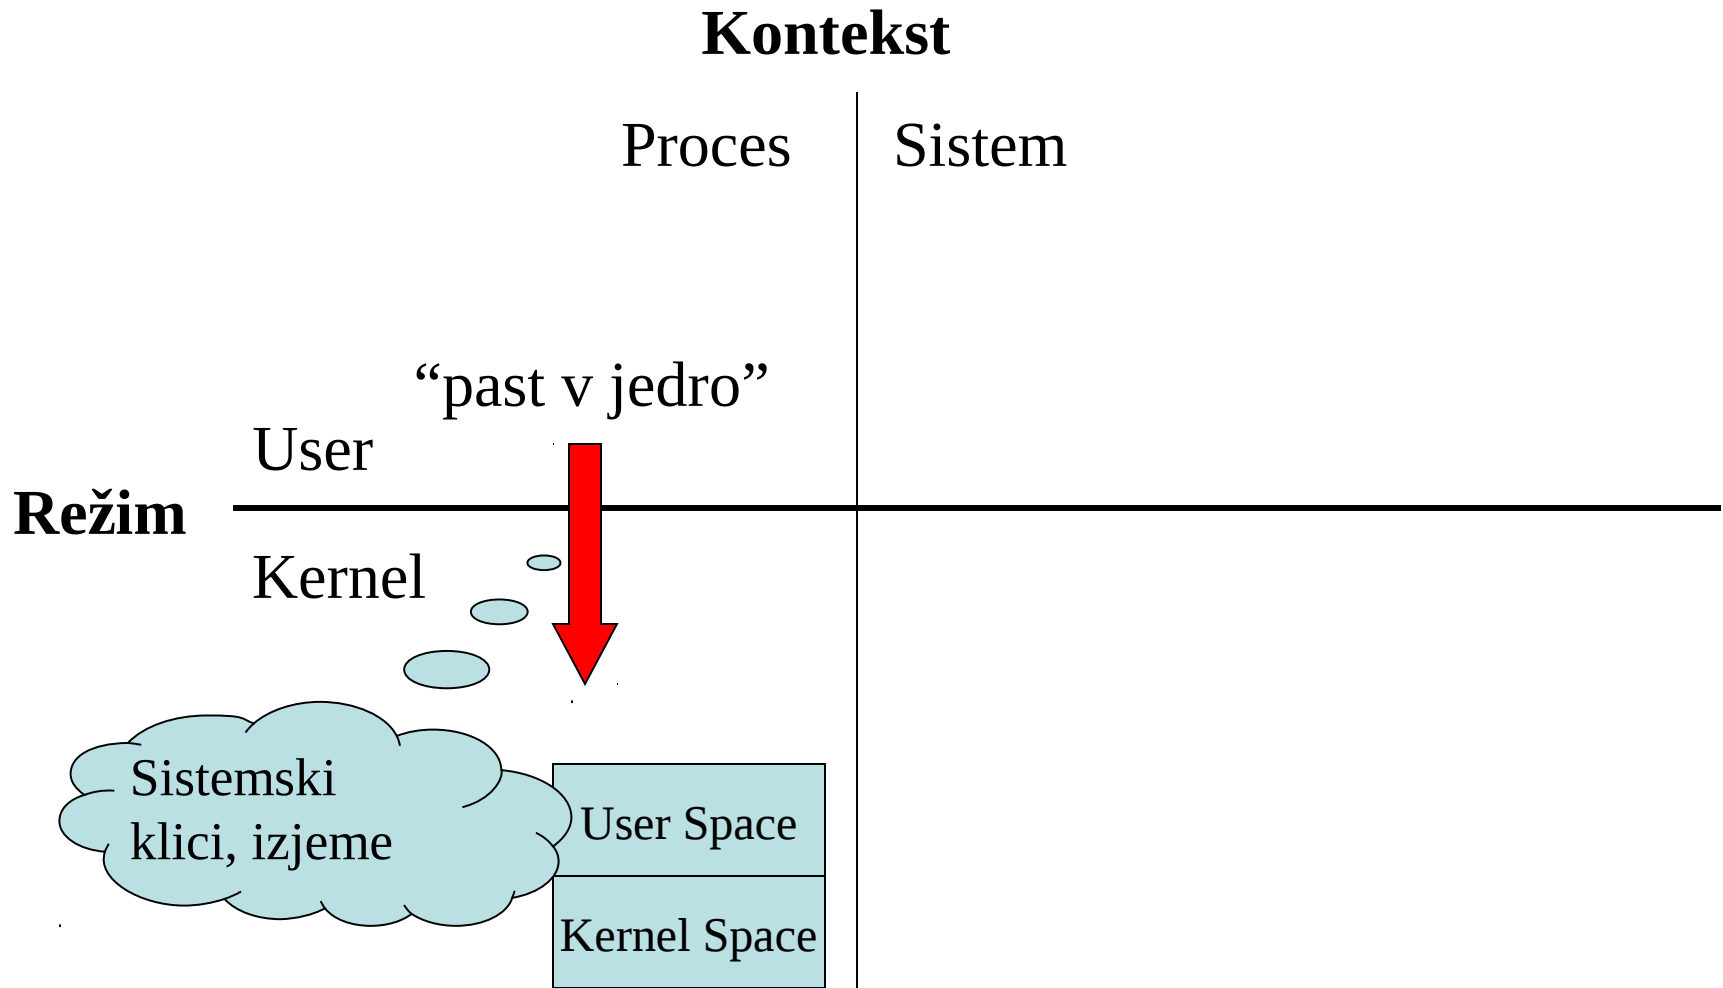 Kontekst
Proces
Sistem
“past v jedro”
User
Režim
Kernel
Sistemski
klici, izjeme
User Space
Kernel Space